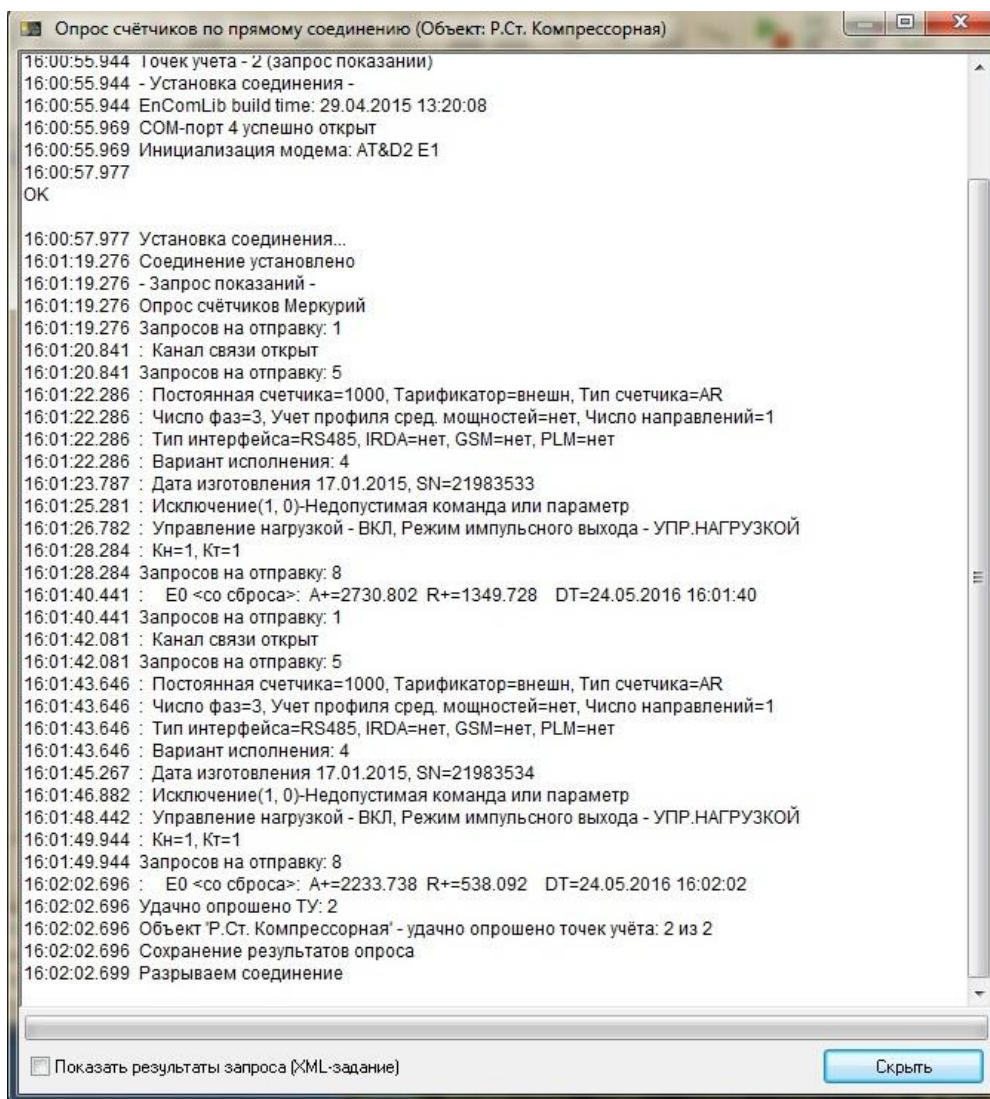 Опрос счётчиков по прямому соединению (Объект: Р.Ст. Компрессорная)
16:00:55.944 Точек учета - 2 (запрос показаний)
16:00:55.944 - Установка соединения -
16:00:55.944 EnComLib build time: 29.04.2015 13:20:08
16:00:55.969 COM-порт 4 успешно открыт
16:00:55.969 Инициализация модема: AT&D2 E1
16:00:57.977
OK
16:00:57.977 Установка соединения...
16:01:19.276 Соединение установлено
16:01:19.276 - Запрос показаний -
16:01:19.276 Опрос счётчиков Меркурий
16:01:19.276 Запросов на отправку: 1
16:01:20.841 : Канал связи открыт
16:01:20.841 Запросов на отправку: 5
16:01:22.286 : Постоянная счетчика=1000, Тарификатор=внешн, Тип счетчика=AR
16:01:22.286 : Число фаз=3, Учет профиля сред. мощностей=нет, Число направлений=1
16:01:22.286 : Тип интерфейса=RS485, IRDA=нет, GSM=нет, PLM=нет
16:01:22.286 : Вариант исполнения: 4
16:01:23.787 : Дата изготовления 17.01.2015, SN=21983533
16:01:25.281 : Исключение(1, 0)-Недопустимая команда или параметр
16:01:26.782 : Управление нагрузкой - ВКЛ, Режим импульсного выхода - УПР.НАГРУЗКОЙ
16:01:28.284 : Кн=1, Кт=1
16:01:28.284 Запросов на отправку: 8
16:01:40.441 : E0 <со сброса>: A+=2730.802 R+=1349.728 DT=24.05.2016 16:01:40
16:01:40.441 Запросов на отправку: 1
16:01:42.081 : Канал связи открыт
16:01:42.081 Запросов на отправку: 5
16:01:43.646 : Постоянная счетчика=1000, Тарификатор=внешн, Тип счетчика=AR
16:01:43.646 : Число фаз=3, Учет профиля сред. мощностей=нет, Число направлений=1
16:01:43.646 : Тип интерфейса=RS485, IRDA=нет, GSM=нет, PLM=нет
16:01:43.646 : Вариант исполнения: 4
16:01:45.267 : Дата изготовления 17.01.2015, SN=21983534
16:01:46.882 : Исключение(1, 0)-Недопустимая команда или параметр
16:01:48.442 : Управление нагрузкой - ВКЛ, Режим импульсного выхода - УПР.НАГРУЗКОЙ
16:01:49.944 : Кн=1, Кт=1
16:01:49.944 Запросов на отправку: 8
16:02:02.696 : E0 <со сброса>: A+=2233.738 R+=538.092 DT=24.05.2016 16:02:02
16:02:02.696 Удачно опрошено ТУ: 2
16:02:02.696 Объект 'Р.Ст. Компрессорная' - удачно опрошено точек учёта: 2 из 2
16:02:02.696 Сохранение результатов опроса
16:02:02.699 Разрываем соединение
Показать результаты запроса (XML-задание)
Скрыть